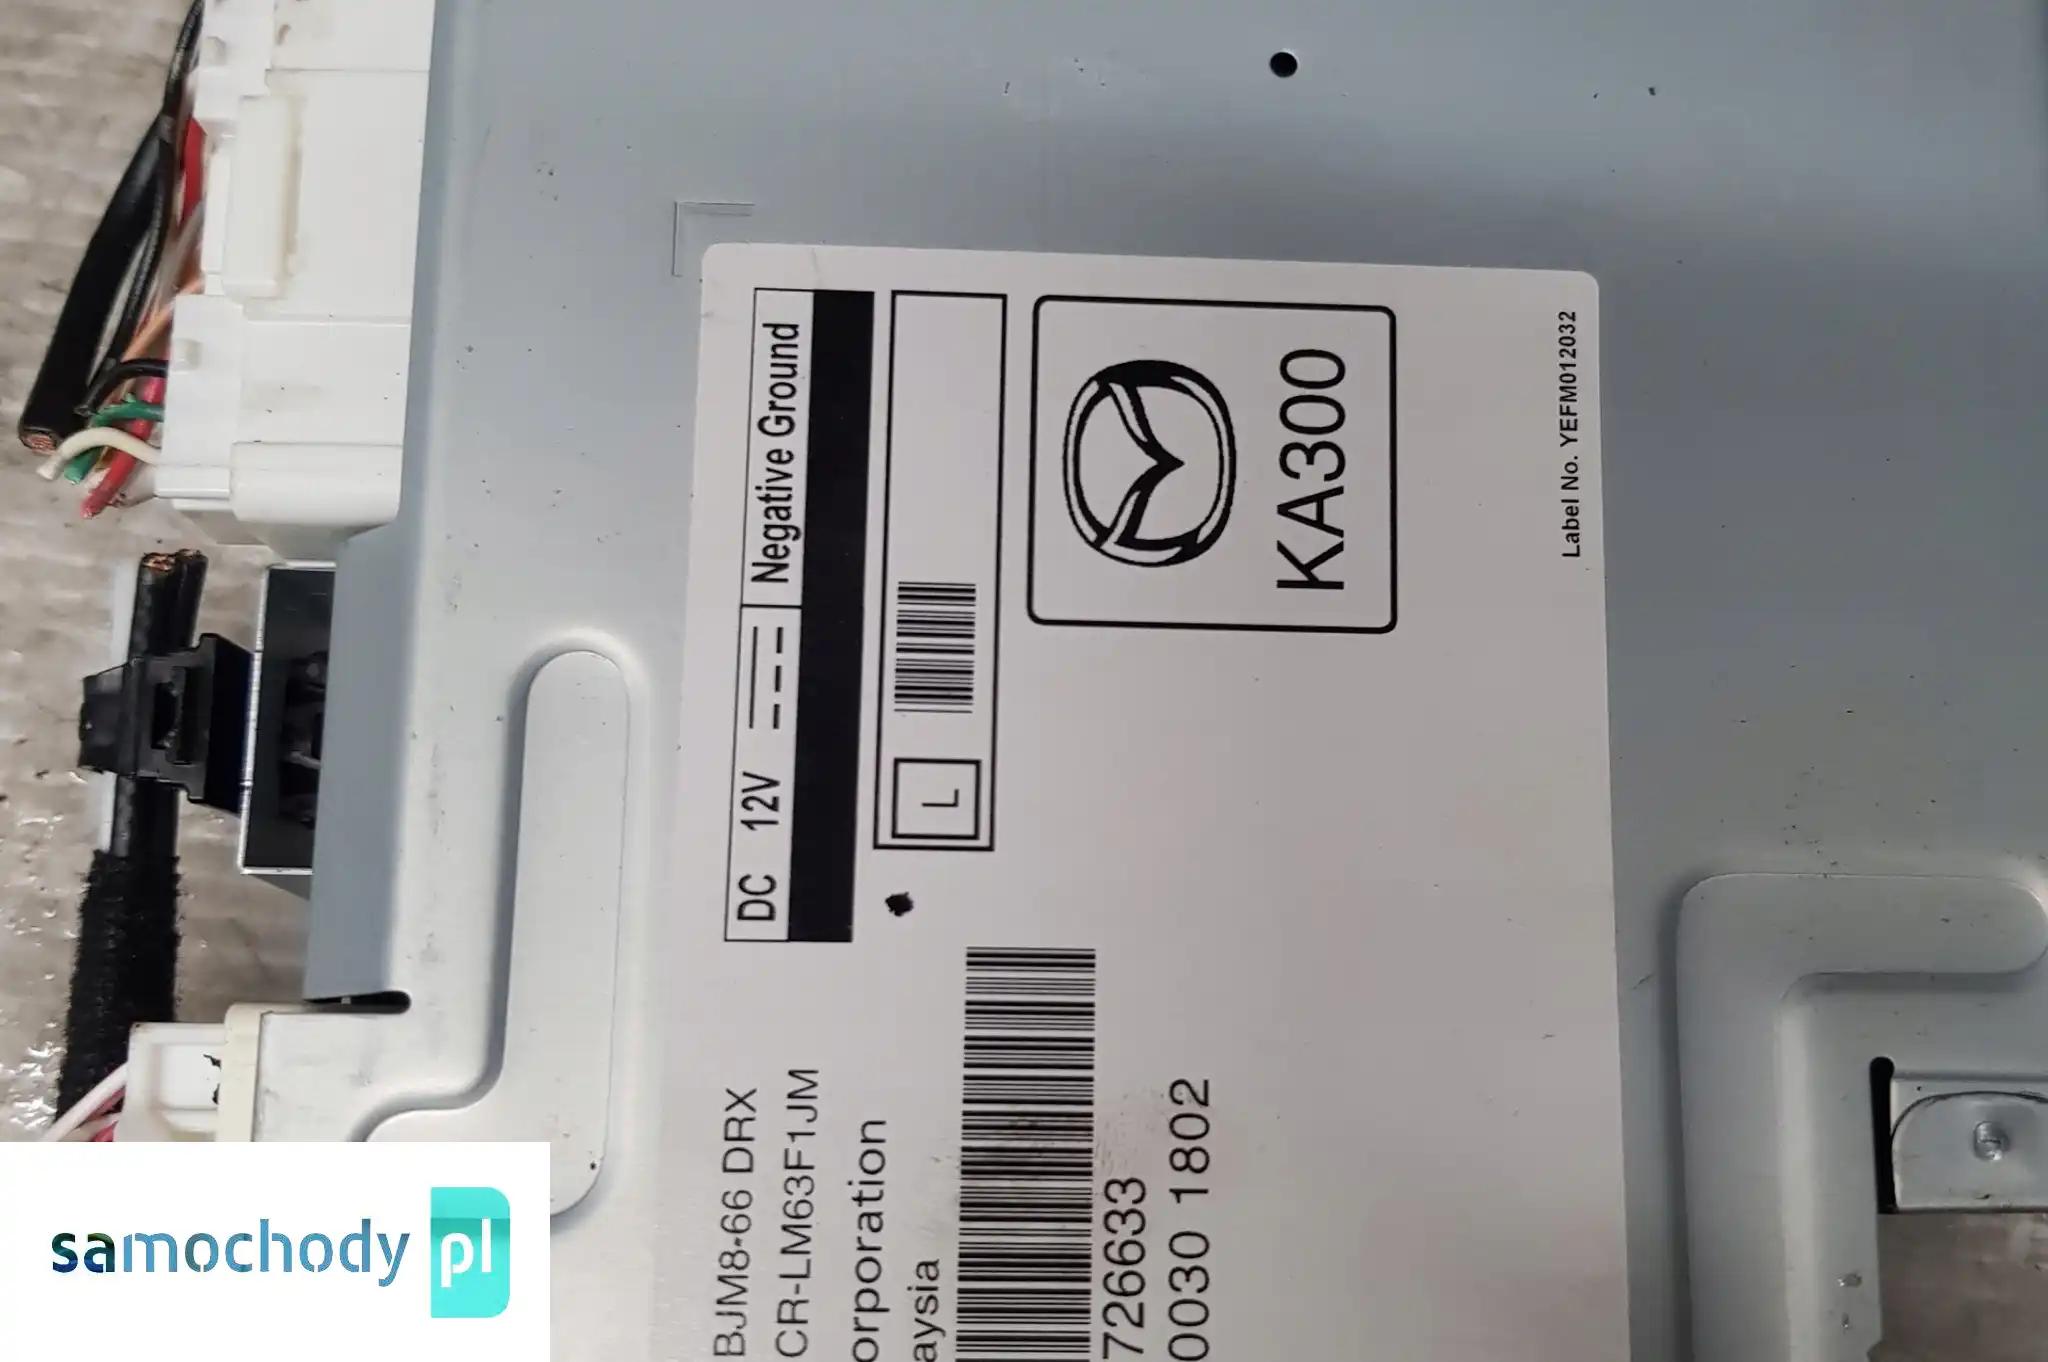 DC 12V
Negative Ground
L
KA300
Label No. YEFM012032
BJM8-66 DRX
CR-LM63F1JM
orporation
aysia
726633
0030 1802
samochody pl